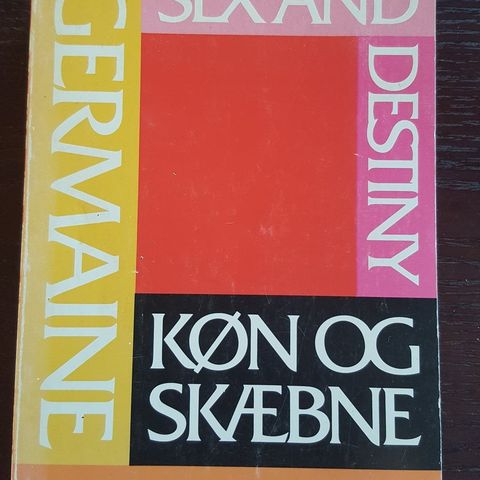 GERMAINE
SEX AND
DESTINY
KØN OG
SKÆBNE